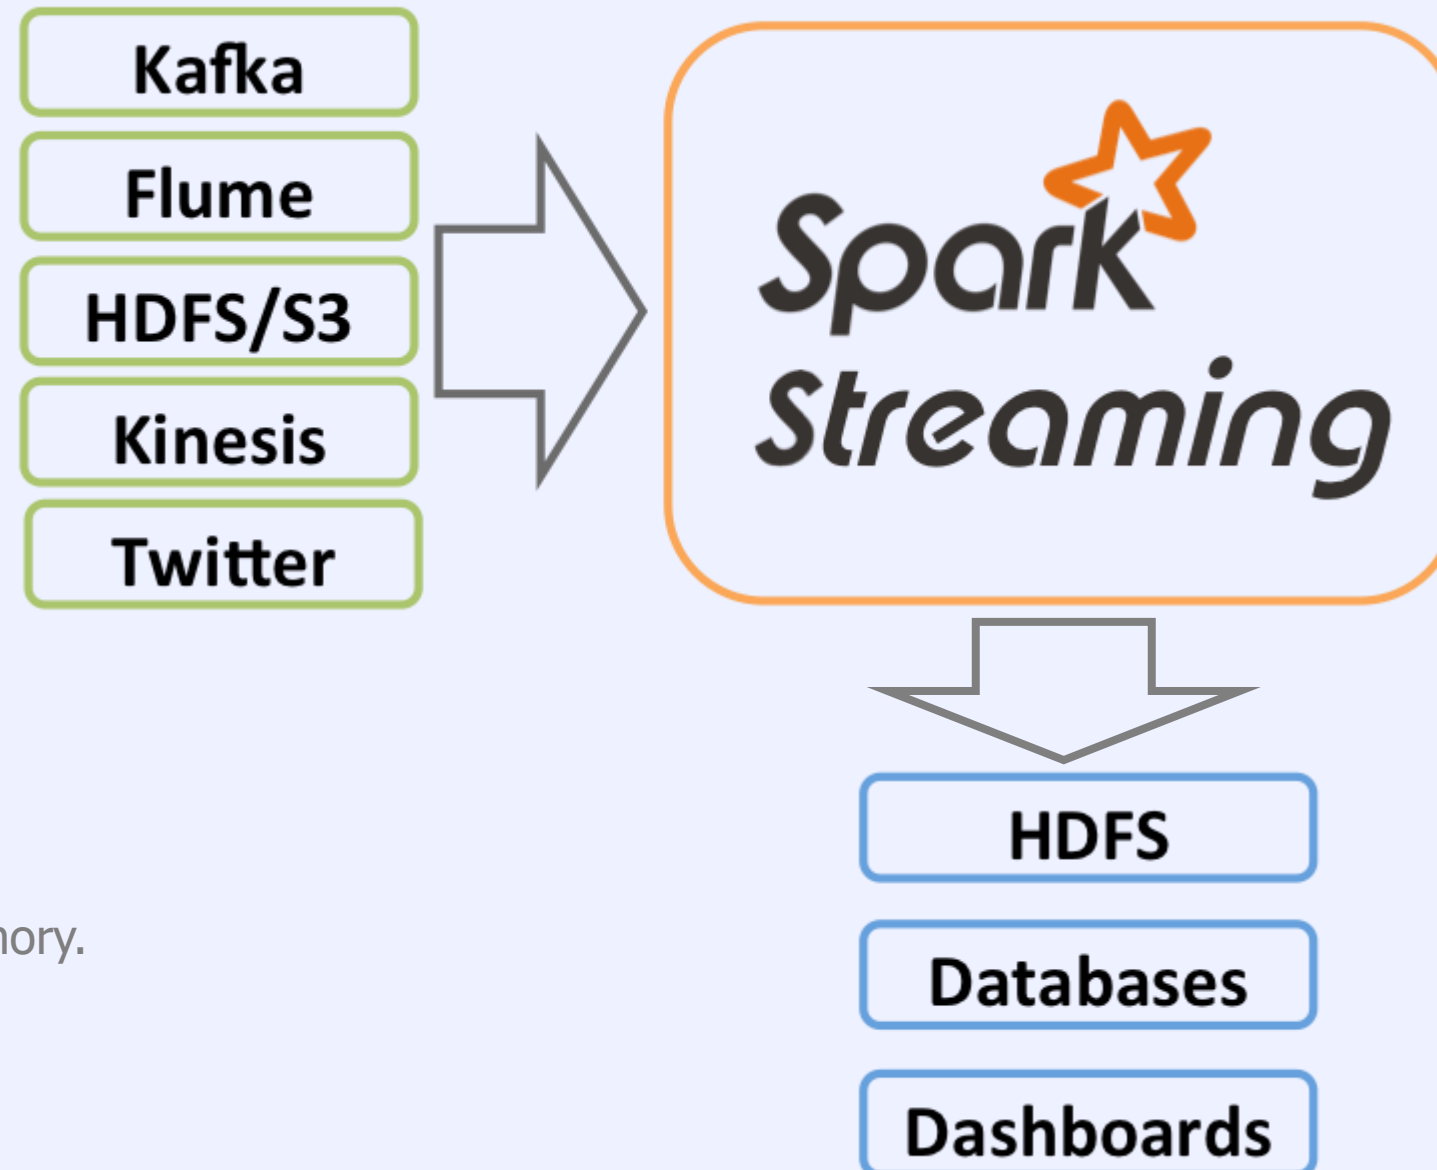 Kafka
Flume
HDFS/S3
Kinesis
Twitter
Spark
Streaming
HDFS
Databases
Dashboards